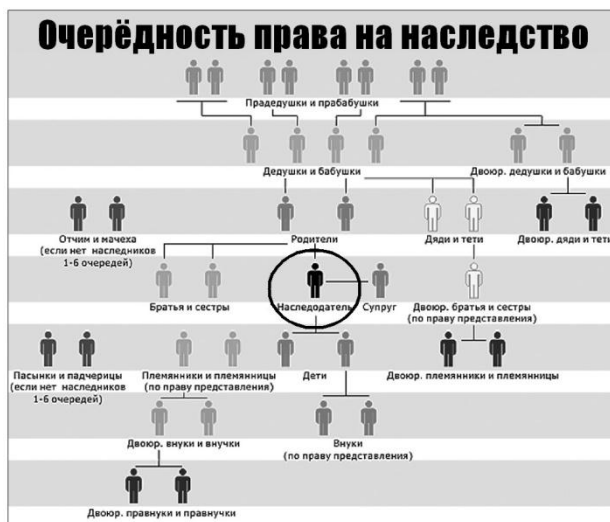 Очерёдность права на наследство
Прадедушки и прабабушки
Дедушки и бабушки
Двоюр. дедушки и бабушки
Отчим и мачеха
(если нет наследников
1-6 очередей)
Родители
Дяди и тети
Двоюр. дяди и тети
Братья и сестры
Наследодатель
Супруг
Двоюр. братья и сестры
(по праву представления)
Пасынки и падчерицы
(если нет наследников
1-6 очередей)
Племянники и племянницы
(по праву представления)
Дети
Двоюр. племянники и племянницы
Двоюр. внуки и внучки
Внуки
(по праву представления)
Двоюр. правнуки и правнучки